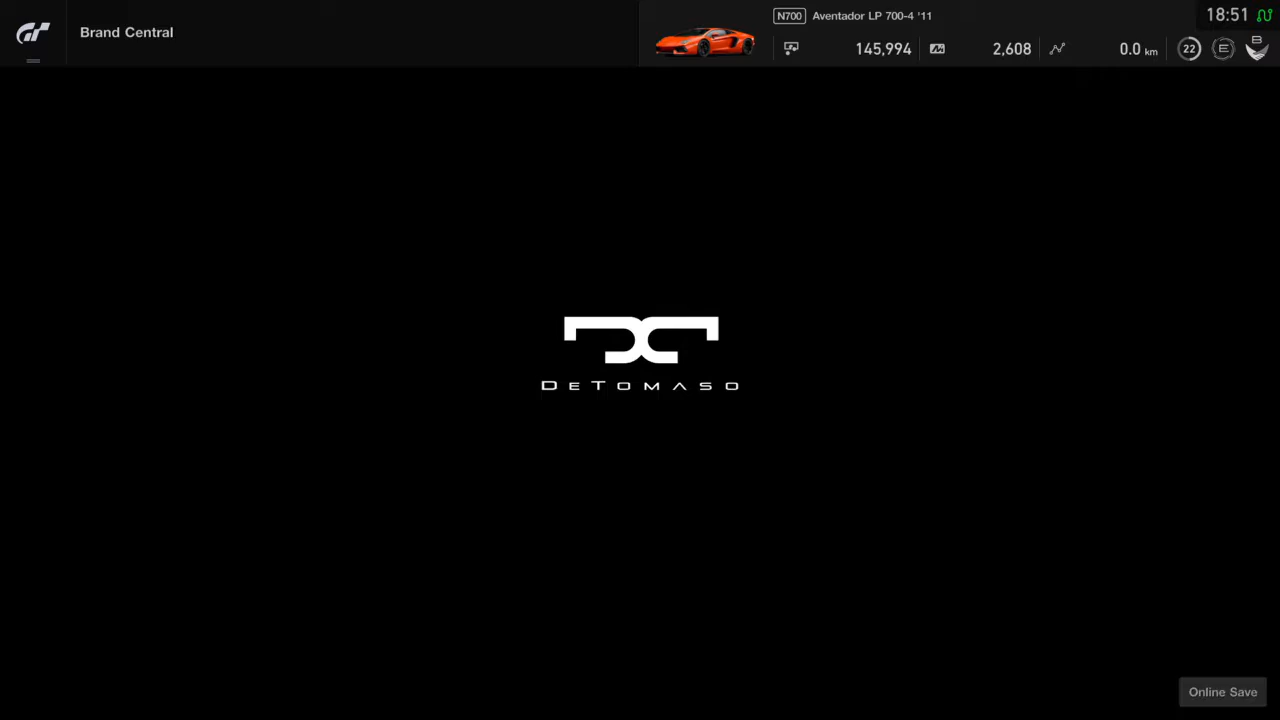 Brand Central
N700 Aventador LP 700-4 '11
18:51
145,994
2,608
0.0 km
22
E
B
DeTomaso
Online Save